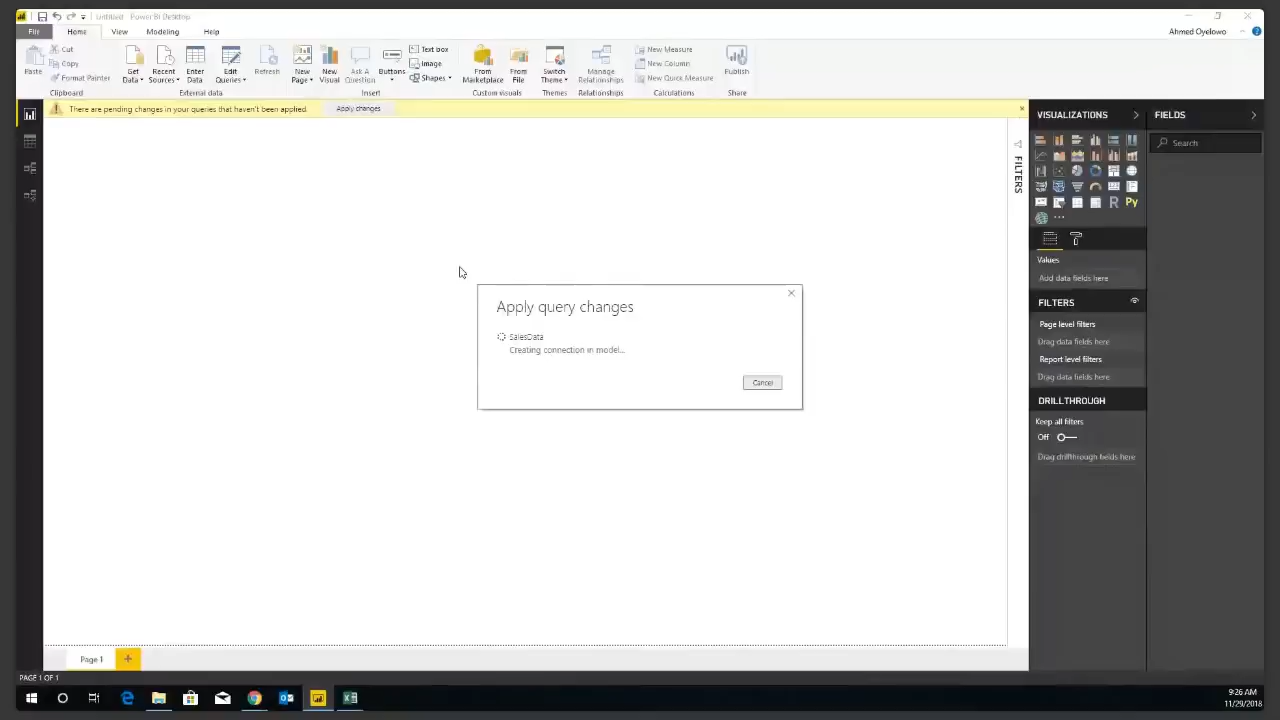 Untitled - Power BI Desktop
File Home View Modeling Help
Ahmed Oyelowo
Paste
Cut
Copy
Format Painter
Clipboard
Get Data
Recent Sources
Enter Data
Edit Queries
Refresh
External data
New Page
New Visual
Ask A Question
Buttons
Text box
Image
Shapes
Insert
From Marketplace
From File
Custom visuals
Switch Theme
Themes
Manage Relationships
Relationships
New Measure
New Column
New Quick Measure
Calculations
Publish
Share
There are pending changes in your queries that haven't been applied.
Apply changes
FILTERS
Apply query changes
SalesData
Creating connection in model...
Cancel
VISUALIZATIONS
R Py
Values
Add data fields here
FILTERS
Page level filters
Drag data fields here
Report level filters
Drag data fields here
DRILLTHROUGH
Keep all filters
Off
Drag drillthrough fields here
FIELDS
Search
Page 1
PAGE 1 OF 1
9:26 AM
11/29/2018